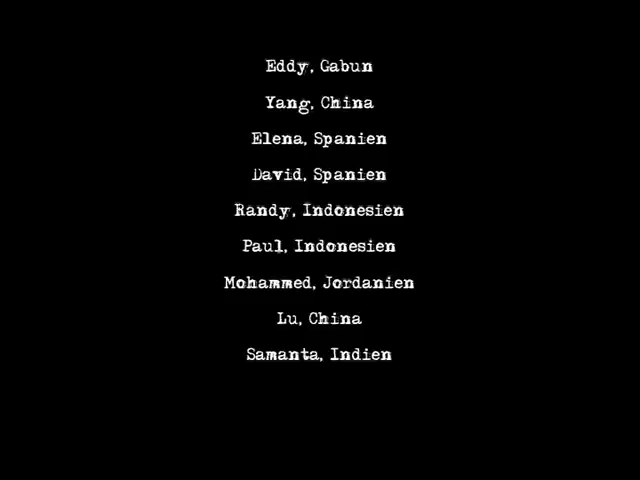 Eddy, Gabun
Yang, China
Elena, Spanien
David, Spanien
Randy, Indonesien
Paul, Indonesien
Mohammed, Jordanien
Lu, China
Samanta, Indien